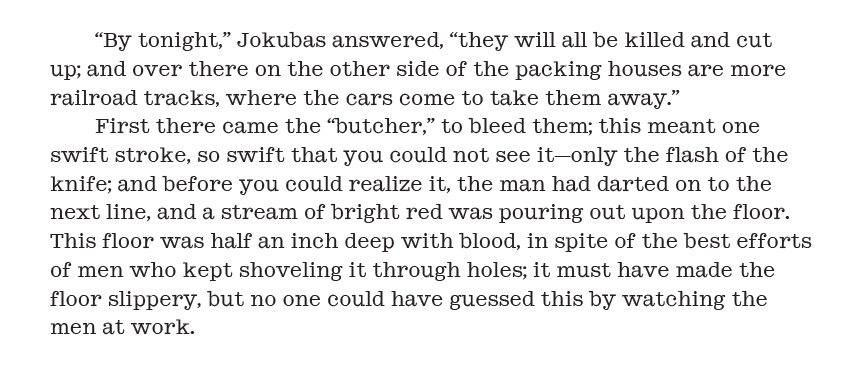 “By tonight,” Jokubas answered, “they will all be killed and cut
up; and over there on the other side of the packing houses are more
railroad tracks, where the cars come to take them away.”
First there came the “butcher,” to bleed them; this meant one
swift stroke, so swift that you could not see it—only the flash of the
knife; and before you could realize it, the man had darted on to the
next line, and a stream of bright red was pouring out upon the floor.
This floor was half an inch deep with blood, in spite of the best efforts
of men who kept shoveling it through holes; it must have made the
floor slippery, but no one could have guessed this by watching the
men at work.